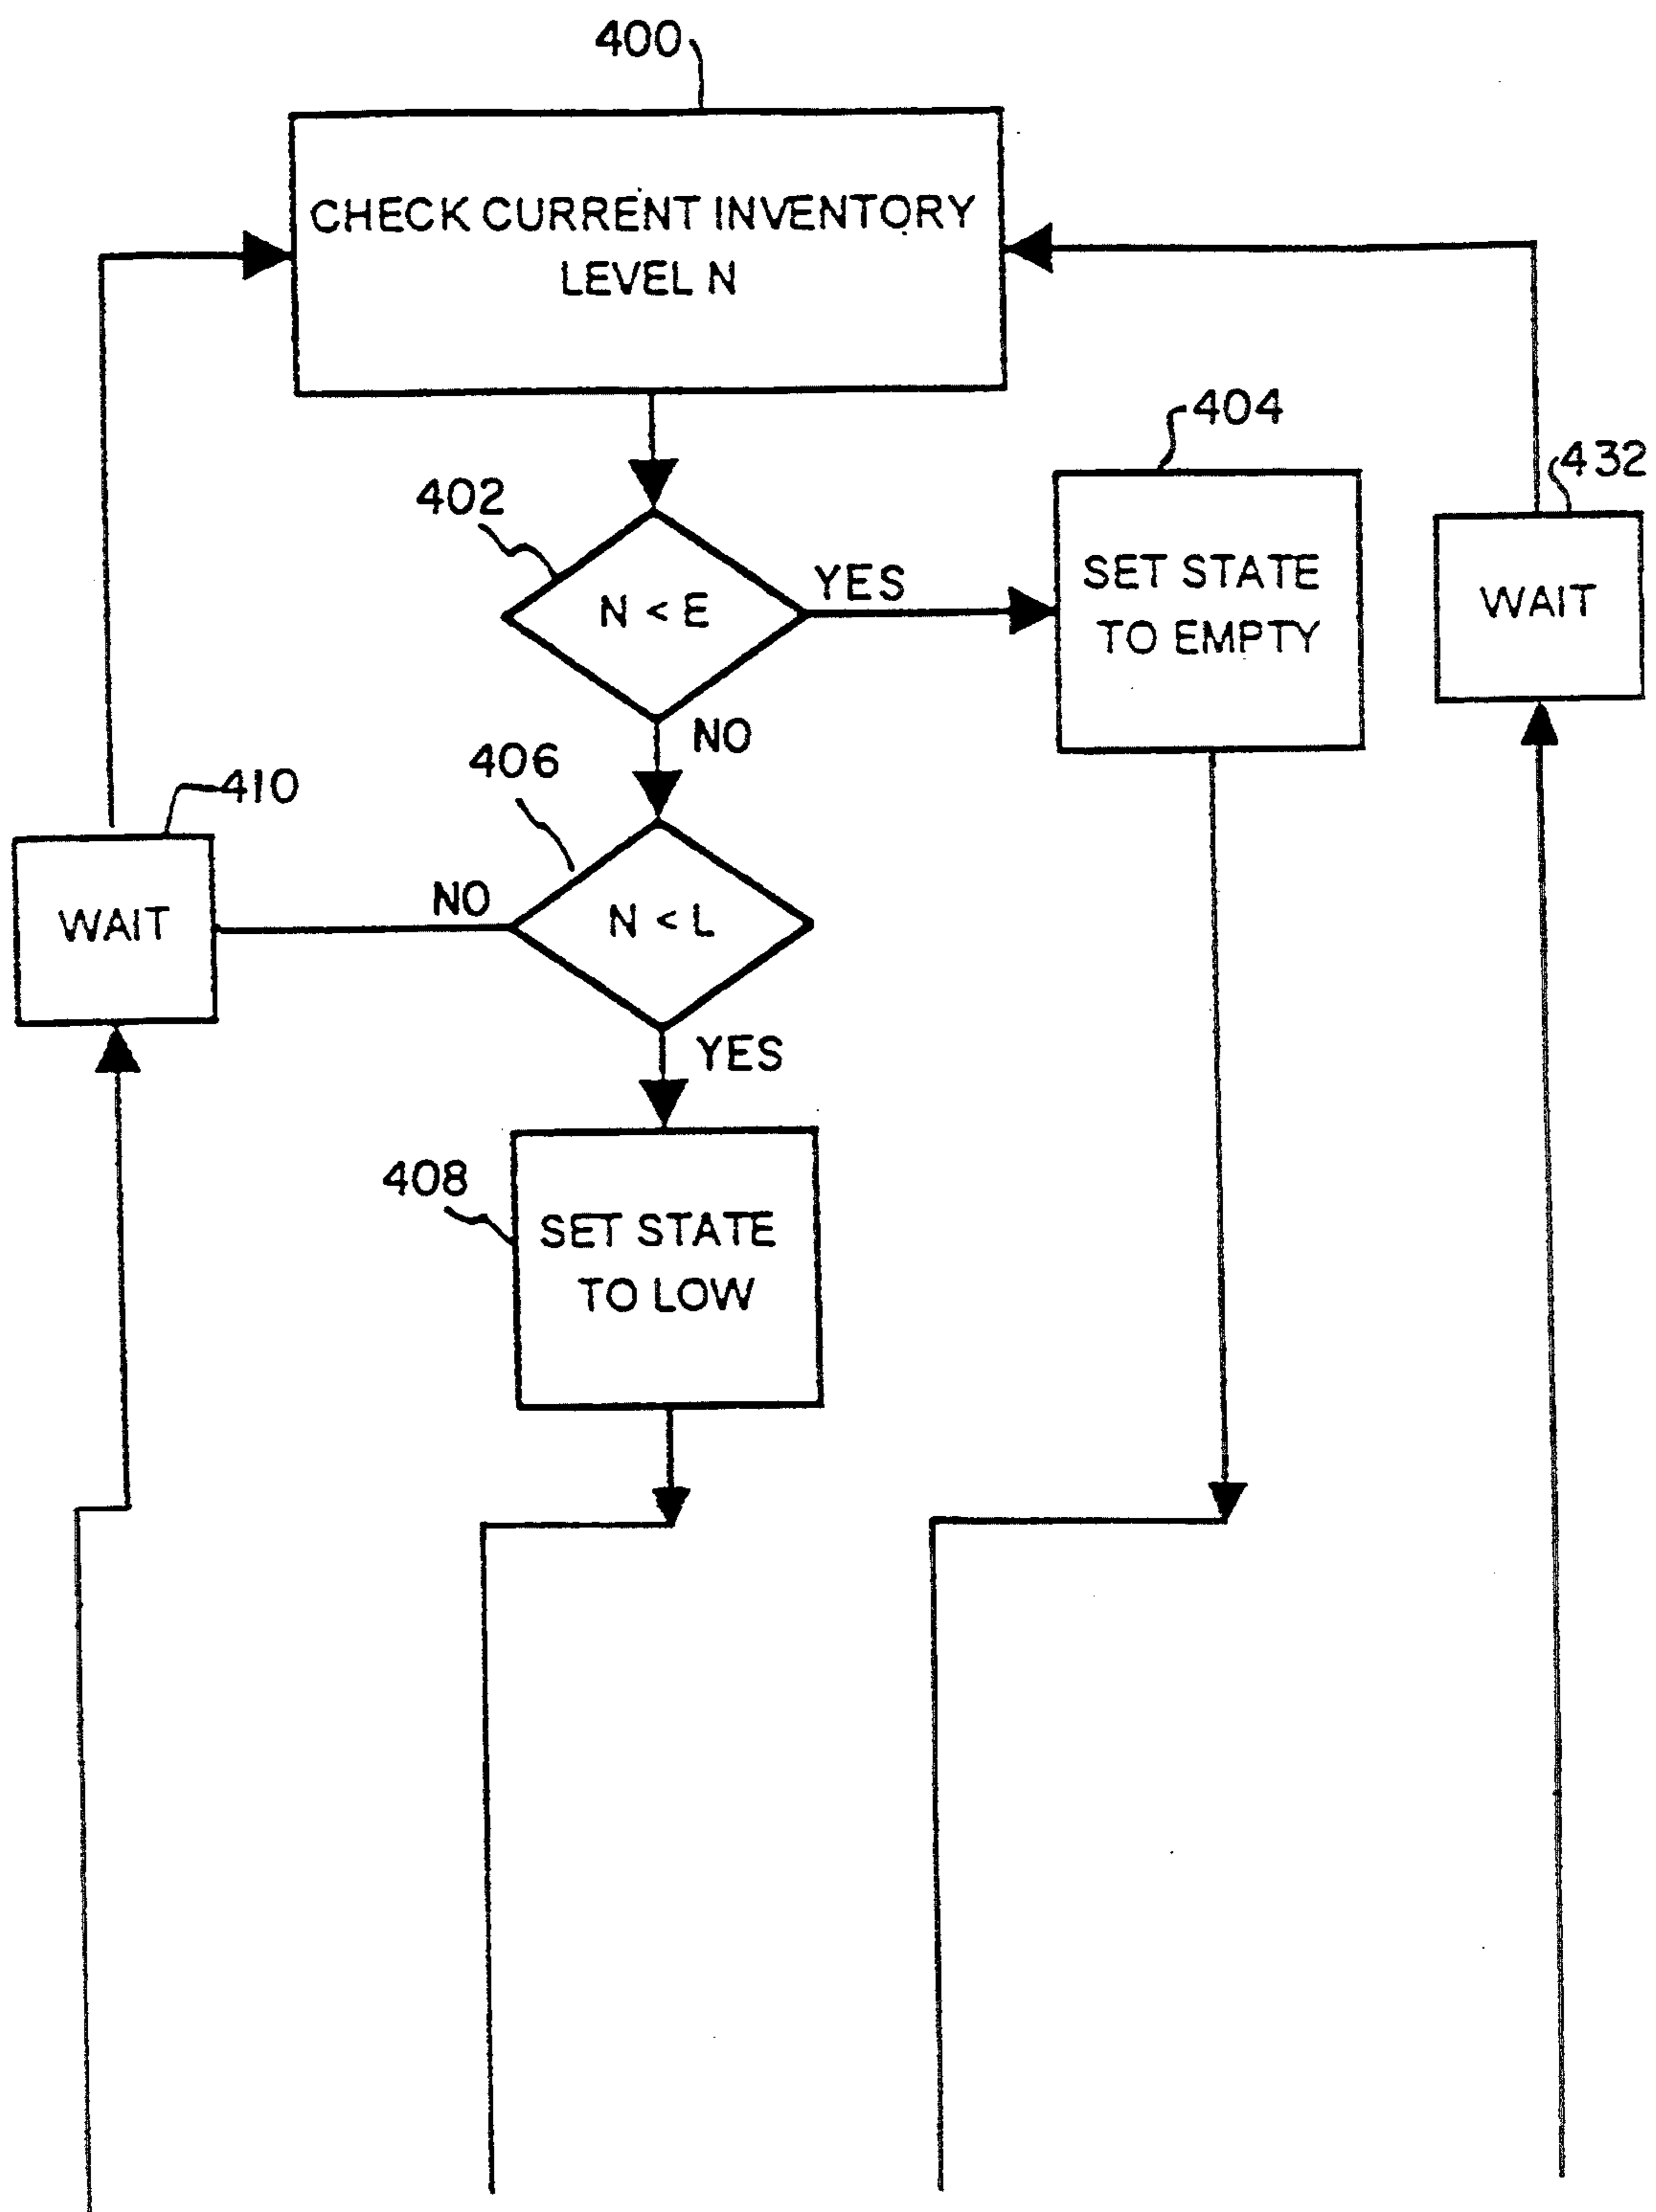 400
CHECK CURRENT INVENTORY
LEVEL N
404
432
402
N < E
YES
SET STATE
TO EMPTY
WAIT
NO
406
410
NO
N < L
WAIT
YES
408
SET STATE
TO LOW